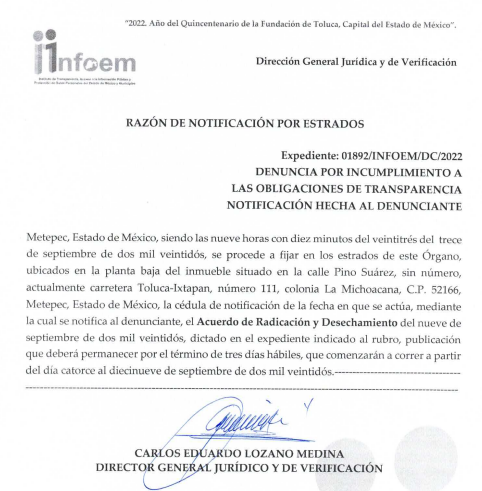 "2022. Año del Quincentenario de la Fundación de Toluca, Capital del Estado de México".
infoem
Instituto de Transparencia, Acceso a la Información Pública y
Protección de Datos Personales del Estado de México y Municipios
Dirección General Jurídica y de Verificación
RAZÓN DE NOTIFICACIÓN POR ESTRADOS
Expediente: 01892/INFOEM/DC/2022
DENUNCIA POR INCUMPLIMIENTO A
LAS OBLIGACIONES DE TRANSPARENCIA
NOTIFICACIÓN HECHA AL DENUNCIANTE
Metepec, Estado de México, siendo las nueve horas con diez minutos del veintitrés del trece
de septiembre de dos mil veintidós, se procede a fijar en los estrados de este Órgano,
ubicados en la planta baja del inmueble situado en la calle Pino Suárez, sin número,
actualmente carretera Toluca-Ixtapan, número 111, colonia La Michoacana, C.P. 52166,
Metepec, Estado de México, la cédula de notificación de la fecha en que se actúa, mediante
la cual se notifica al denunciante, el Acuerdo de Radicación y Desechamiento del nueve de
septiembre de dos mil veintidós, dictado en el expediente indicado al rubro, publicación
que deberá permanecer por el término de tres días hábiles, que comenzarán a correr a partir
del día catorce al diecinueve de septiembre de dos mil veintidós.-----------------------------------
CARLOS EDUARDO LOZANO MEDINA
DIRECTOR GENERAL JURÍDICO Y DE VERIFICACIÓN